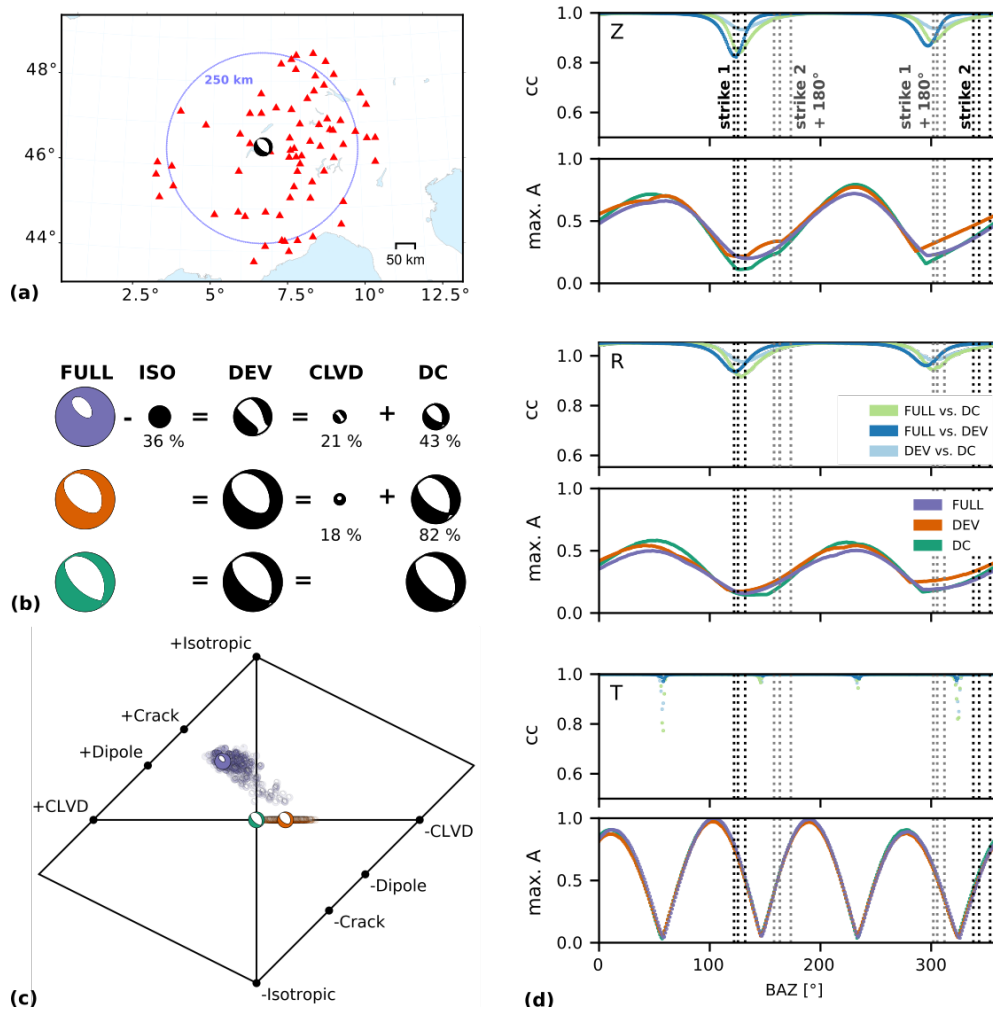 48°
46°
44°
250 km
50 km
2.5°
5°
7.5°
10°
12.5°
(a)
FULL ISO DEV CLVD DC
- = = +
36 % 21 % 43 %
= = +
18 % 82 %
= =
(b)
+Isotropic
+Crack
+Dipole
+CLVD
-CLVD
-Dipole
-Crack
-Isotropic
(c)
Z
cc
1.0
0.8
0.6
strike 1
strike 2
+ 180°
strike 1
+ 180°
strike 2
max. A
1.0
0.5
0.0
R
cc
1.0
0.8
0.6
FULL vs. DC
FULL vs. DEV
DEV vs. DC
max. A
1.0
0.5
0.0
FULL
DEV
DC
T
cc
1.0
0.8
0.6
max. A
1.0
0.5
0.0
0 100 200 300
BAZ [°]
(d)